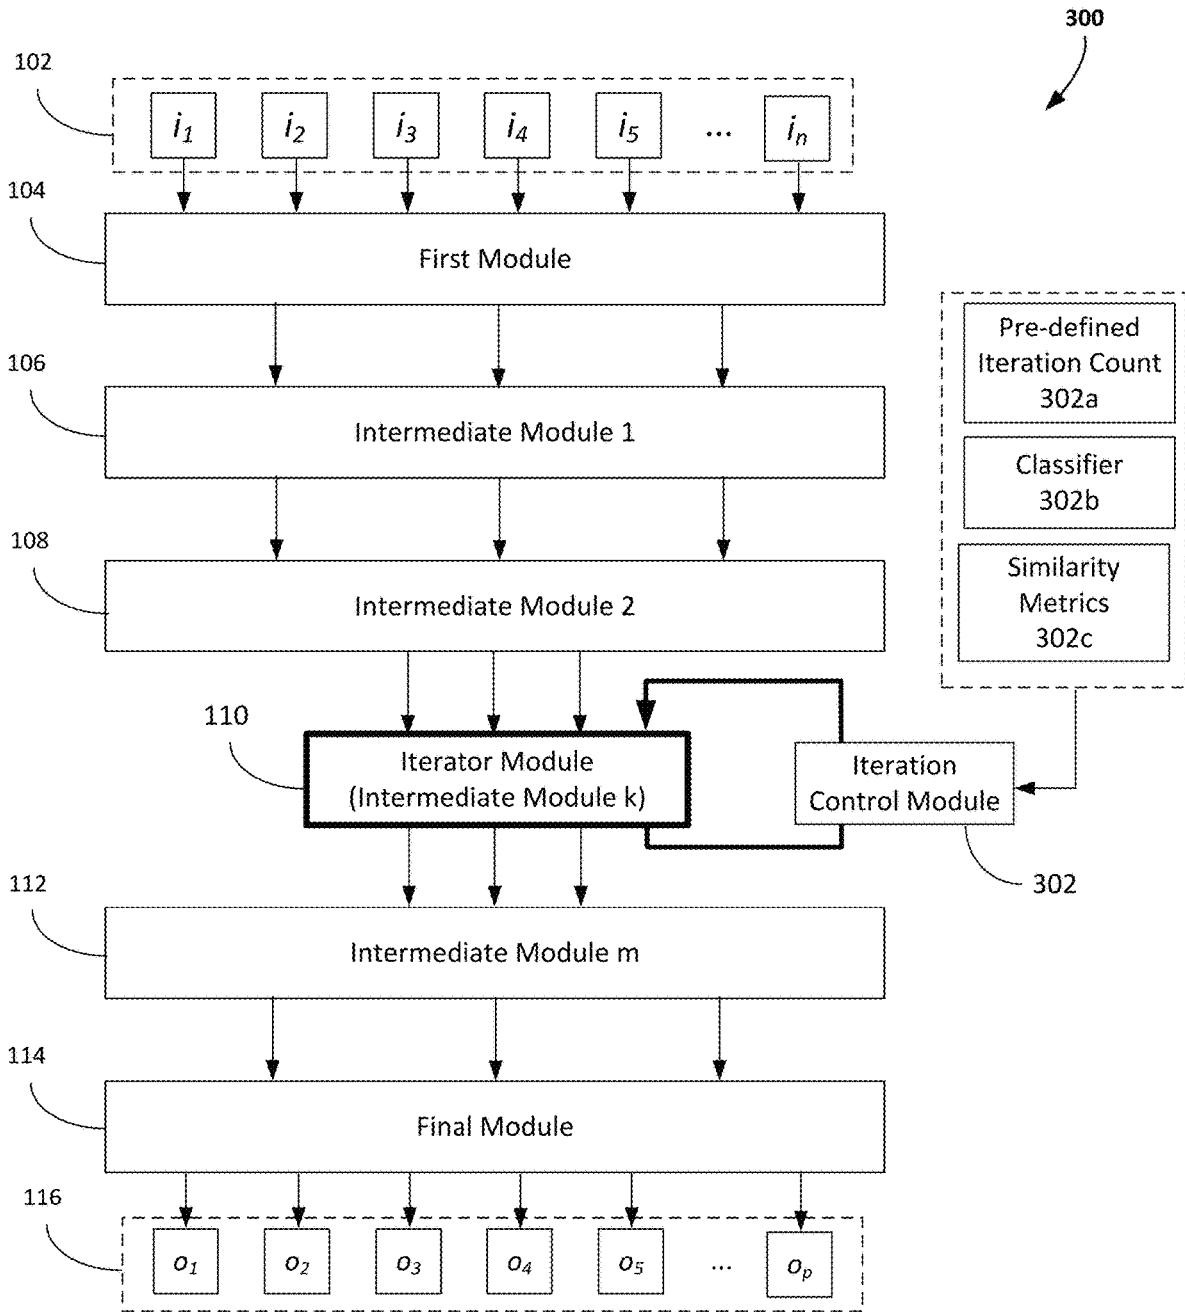 300
102
i1 i2 i3 i4 i5 ... in
104
First Module
106
Intermediate Module 1
Pre-defined
Iteration Count
302a
Classifier
302b
Similarity
Metrics
302c
108
Intermediate Module 2
110
Iterator Module
(Intermediate Module k)
Iteration
Control Module
302
112
Intermediate Module m
114
Final Module
116
o1 o2 o3 o4 o5 ... op